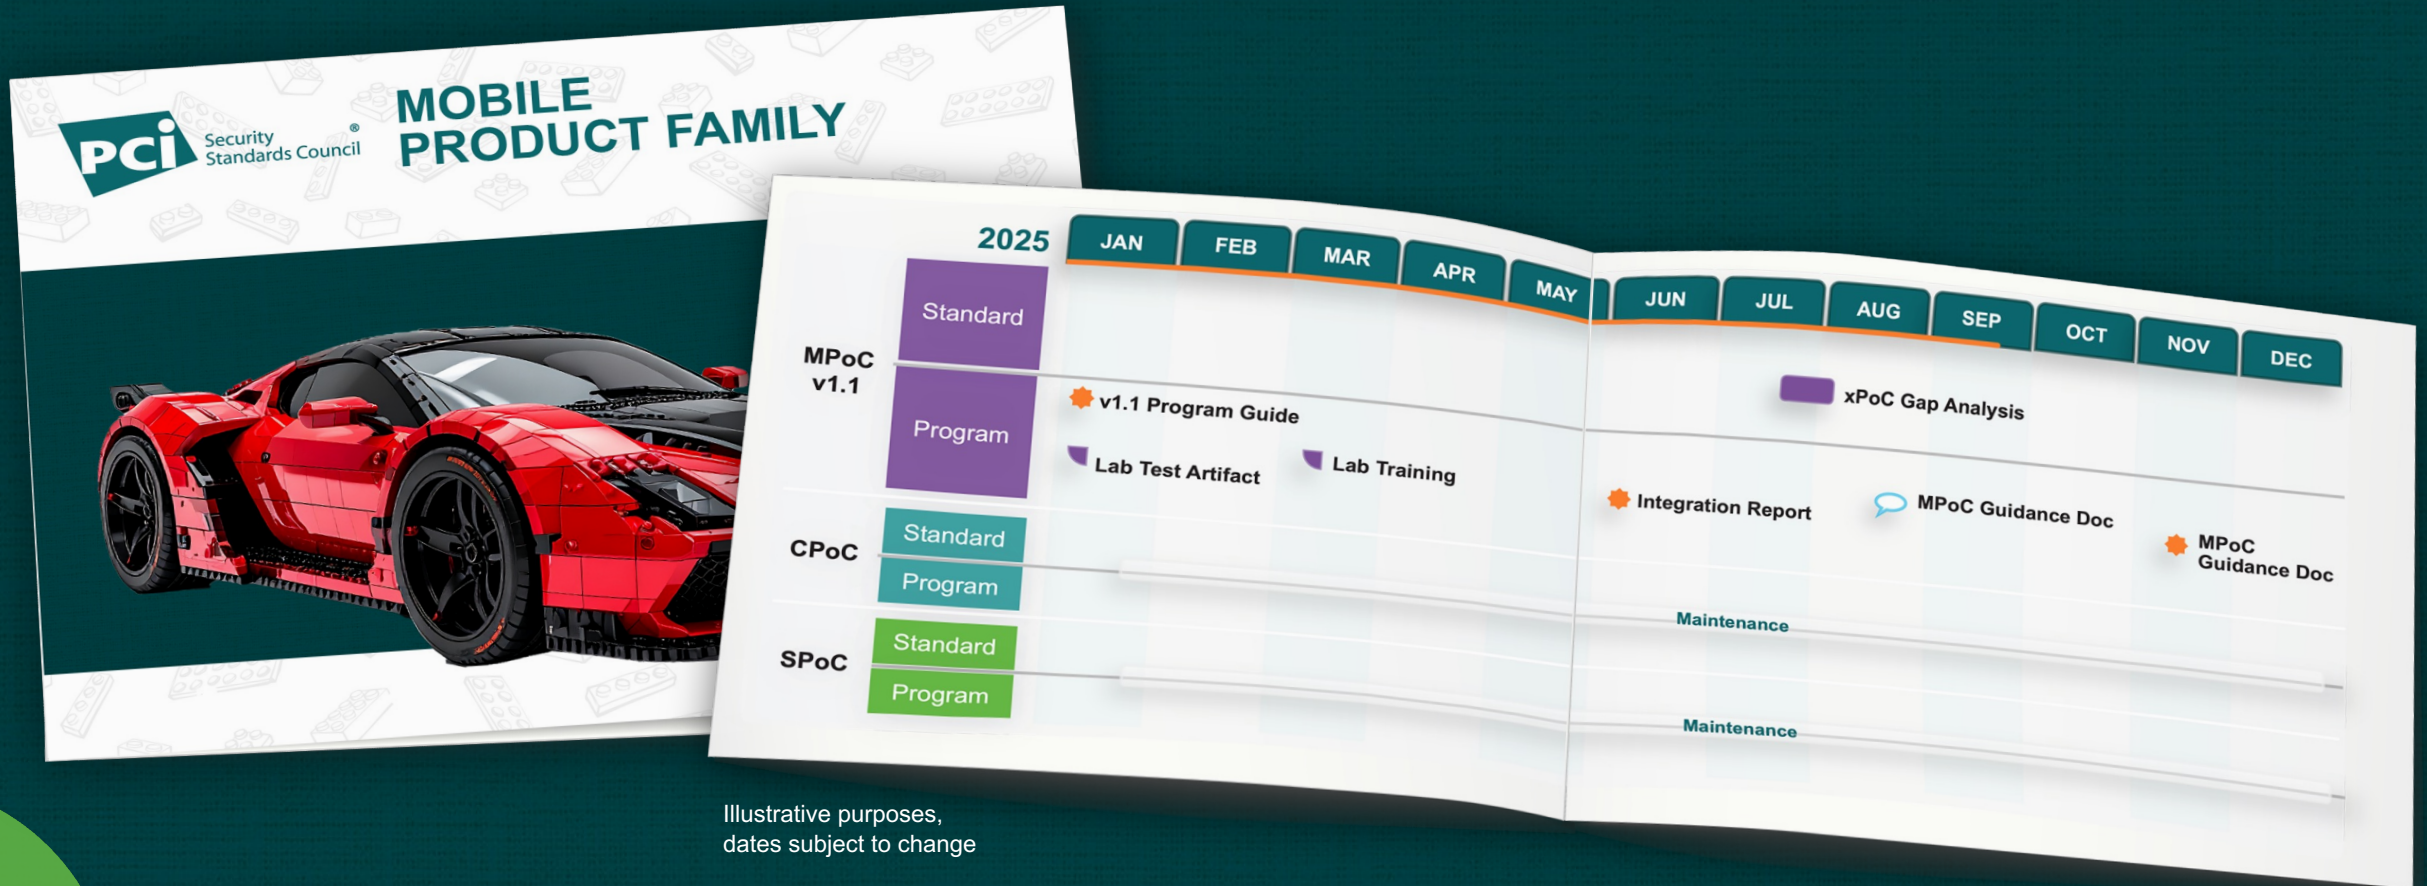 PCi
Security
Standards Council
®
MOBILE
PRODUCT FAMILY
2025
JAN
FEB
MAR
APR
MAY
JUN
JUL
AUG
SEP
OCT
NOV
DEC
MPoC
v1.1
Standard
Program
xPoC Gap Analysis
v1.1 Program Guide
Lab Test Artifact
Lab Training
Integration Report
MPoC Guidance Doc
MPoC
Guidance Doc
CPoC
Standard
Program
Maintenance
SPoC
Standard
Program
Maintenance
Illustrative purposes,
dates subject to change